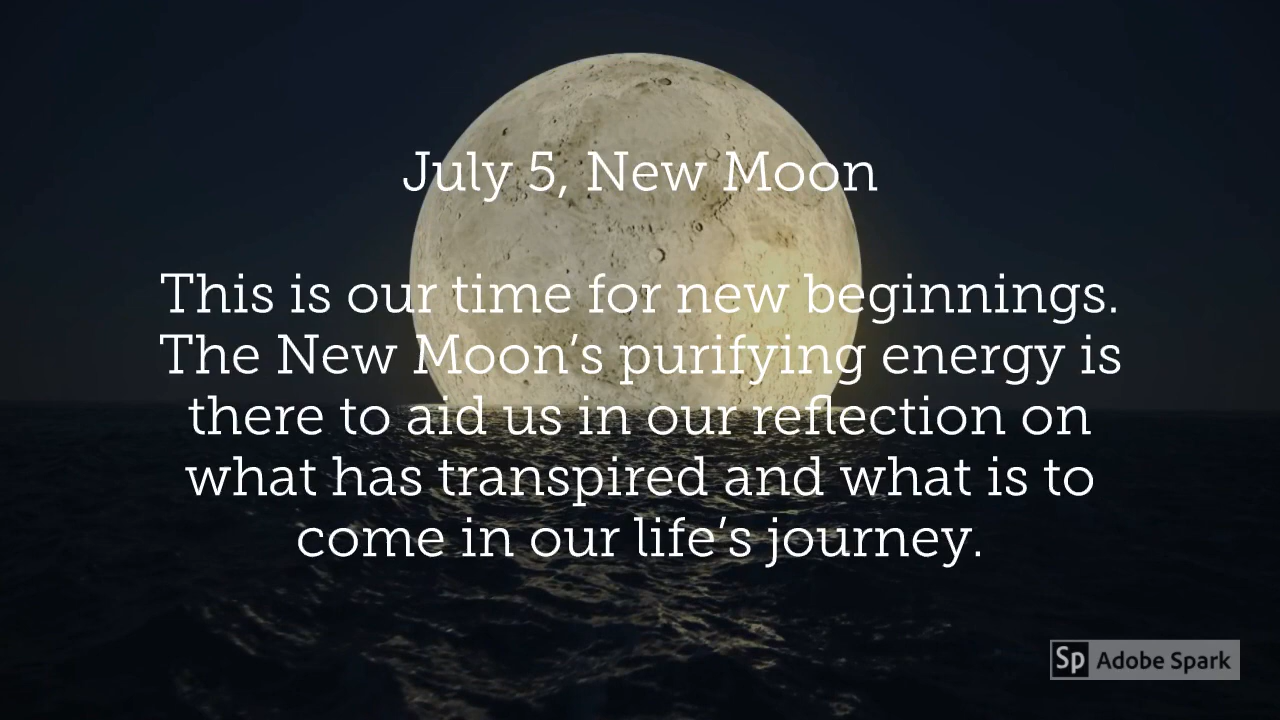 July 5, New Moon
This is our time for new beginnings.
The New Moon’s purifying energy is
there to aid us in our reflection on
what has transpired and what is to
come in our life’s journey.
Sp Adobe Spark